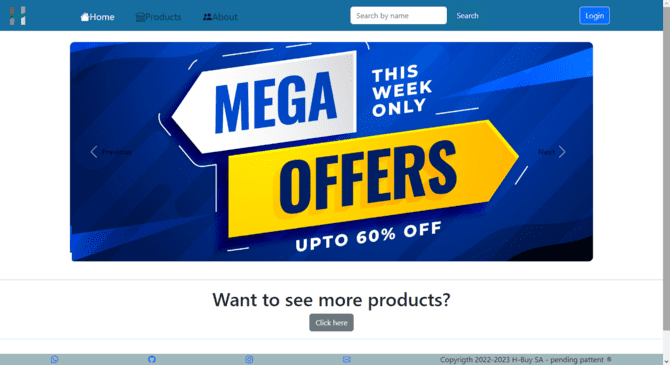 H
Home Products About Search by name Search Login
MEGA
THIS
WEEK
ONLY
Previous Next
OFFERS
UPTO 60% OFF
Want to see more products?
Click here
Copyrigth 2022-2023 H-Buy SA - pending pattent ®